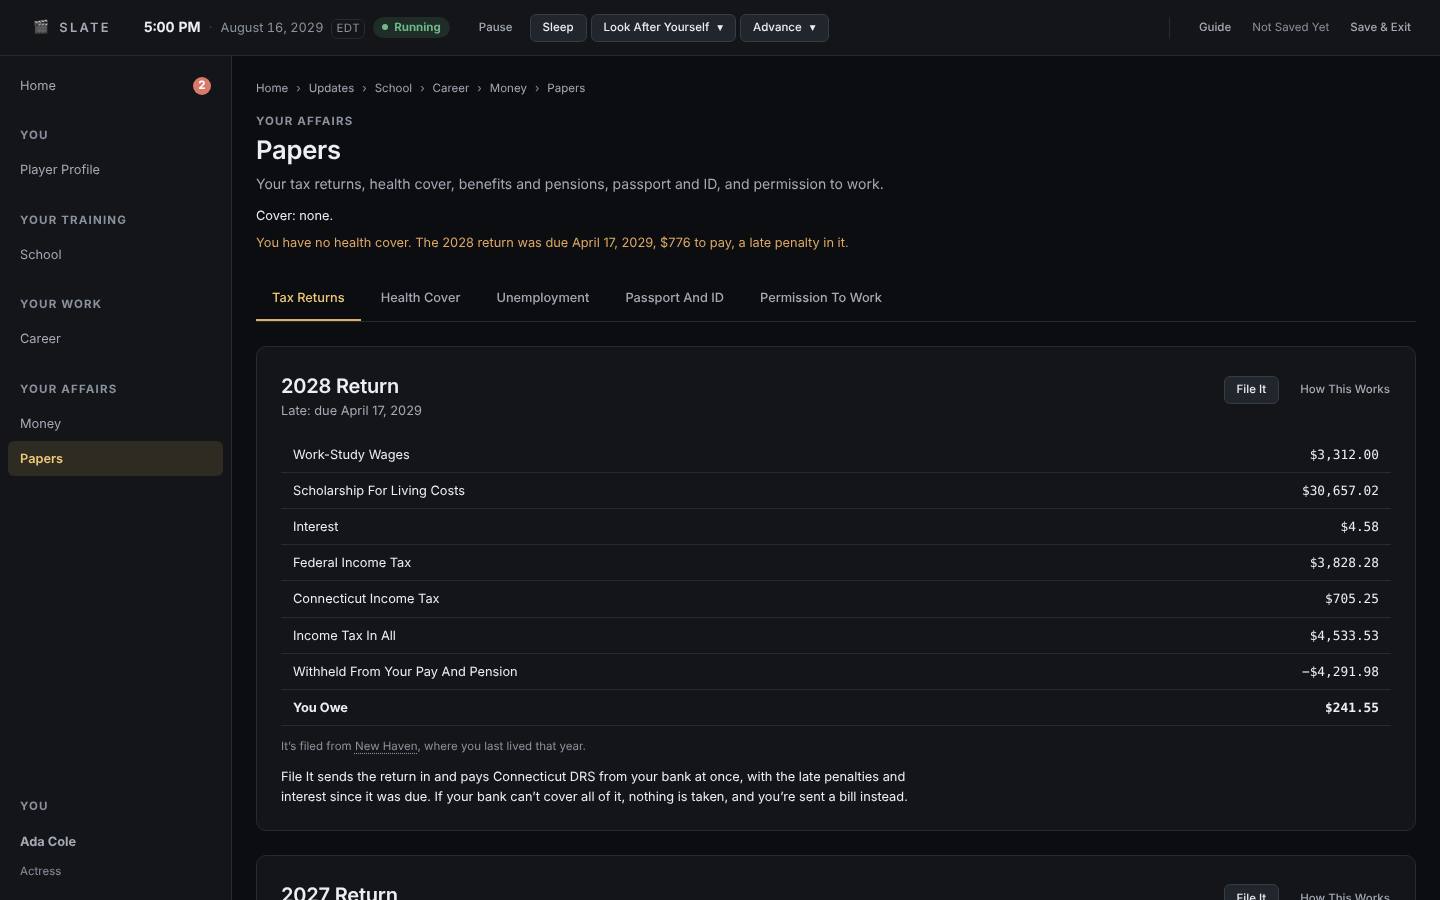 SLATE
5:00 PM · August 16, 2029 EDT Running Pause Sleep Look After Yourself ▾ Advance ▾ Guide Not Saved Yet Save & Exit
Home 2
YOU
Player Profile
YOUR TRAINING
School
YOUR WORK
Career
YOUR AFFAIRS
Money
Papers
YOU
Ada Cole
Actress
Home › Updates › School › Career › Money › Papers
YOUR AFFAIRS
Papers
Your tax returns, health cover, benefits and pensions, passport and ID, and permission to work.
Cover: none.
You have no health cover. The 2028 return was due April 17, 2029, $776 to pay, a late penalty in it.
Tax Returns Health Cover Unemployment Passport And ID Permission To Work
2028 Return File It How This Works
Late: due April 17, 2029
Work-Study Wages $3,312.00
Scholarship For Living Costs $30,657.02
Interest $4.58
Federal Income Tax $3,828.28
Connecticut Income Tax $705.25
Income Tax In All $4,533.53
Withheld From Your Pay And Pension −$4,291.98
You Owe $241.55
It’s filed from New Haven, where you last lived that year.
File It sends the return in and pays Connecticut DRS from your bank at once, with the late penalties and
interest since it was due. If your bank can’t cover all of it, nothing is taken, and you’re sent a bill instead.
2027 Return File It How This Works